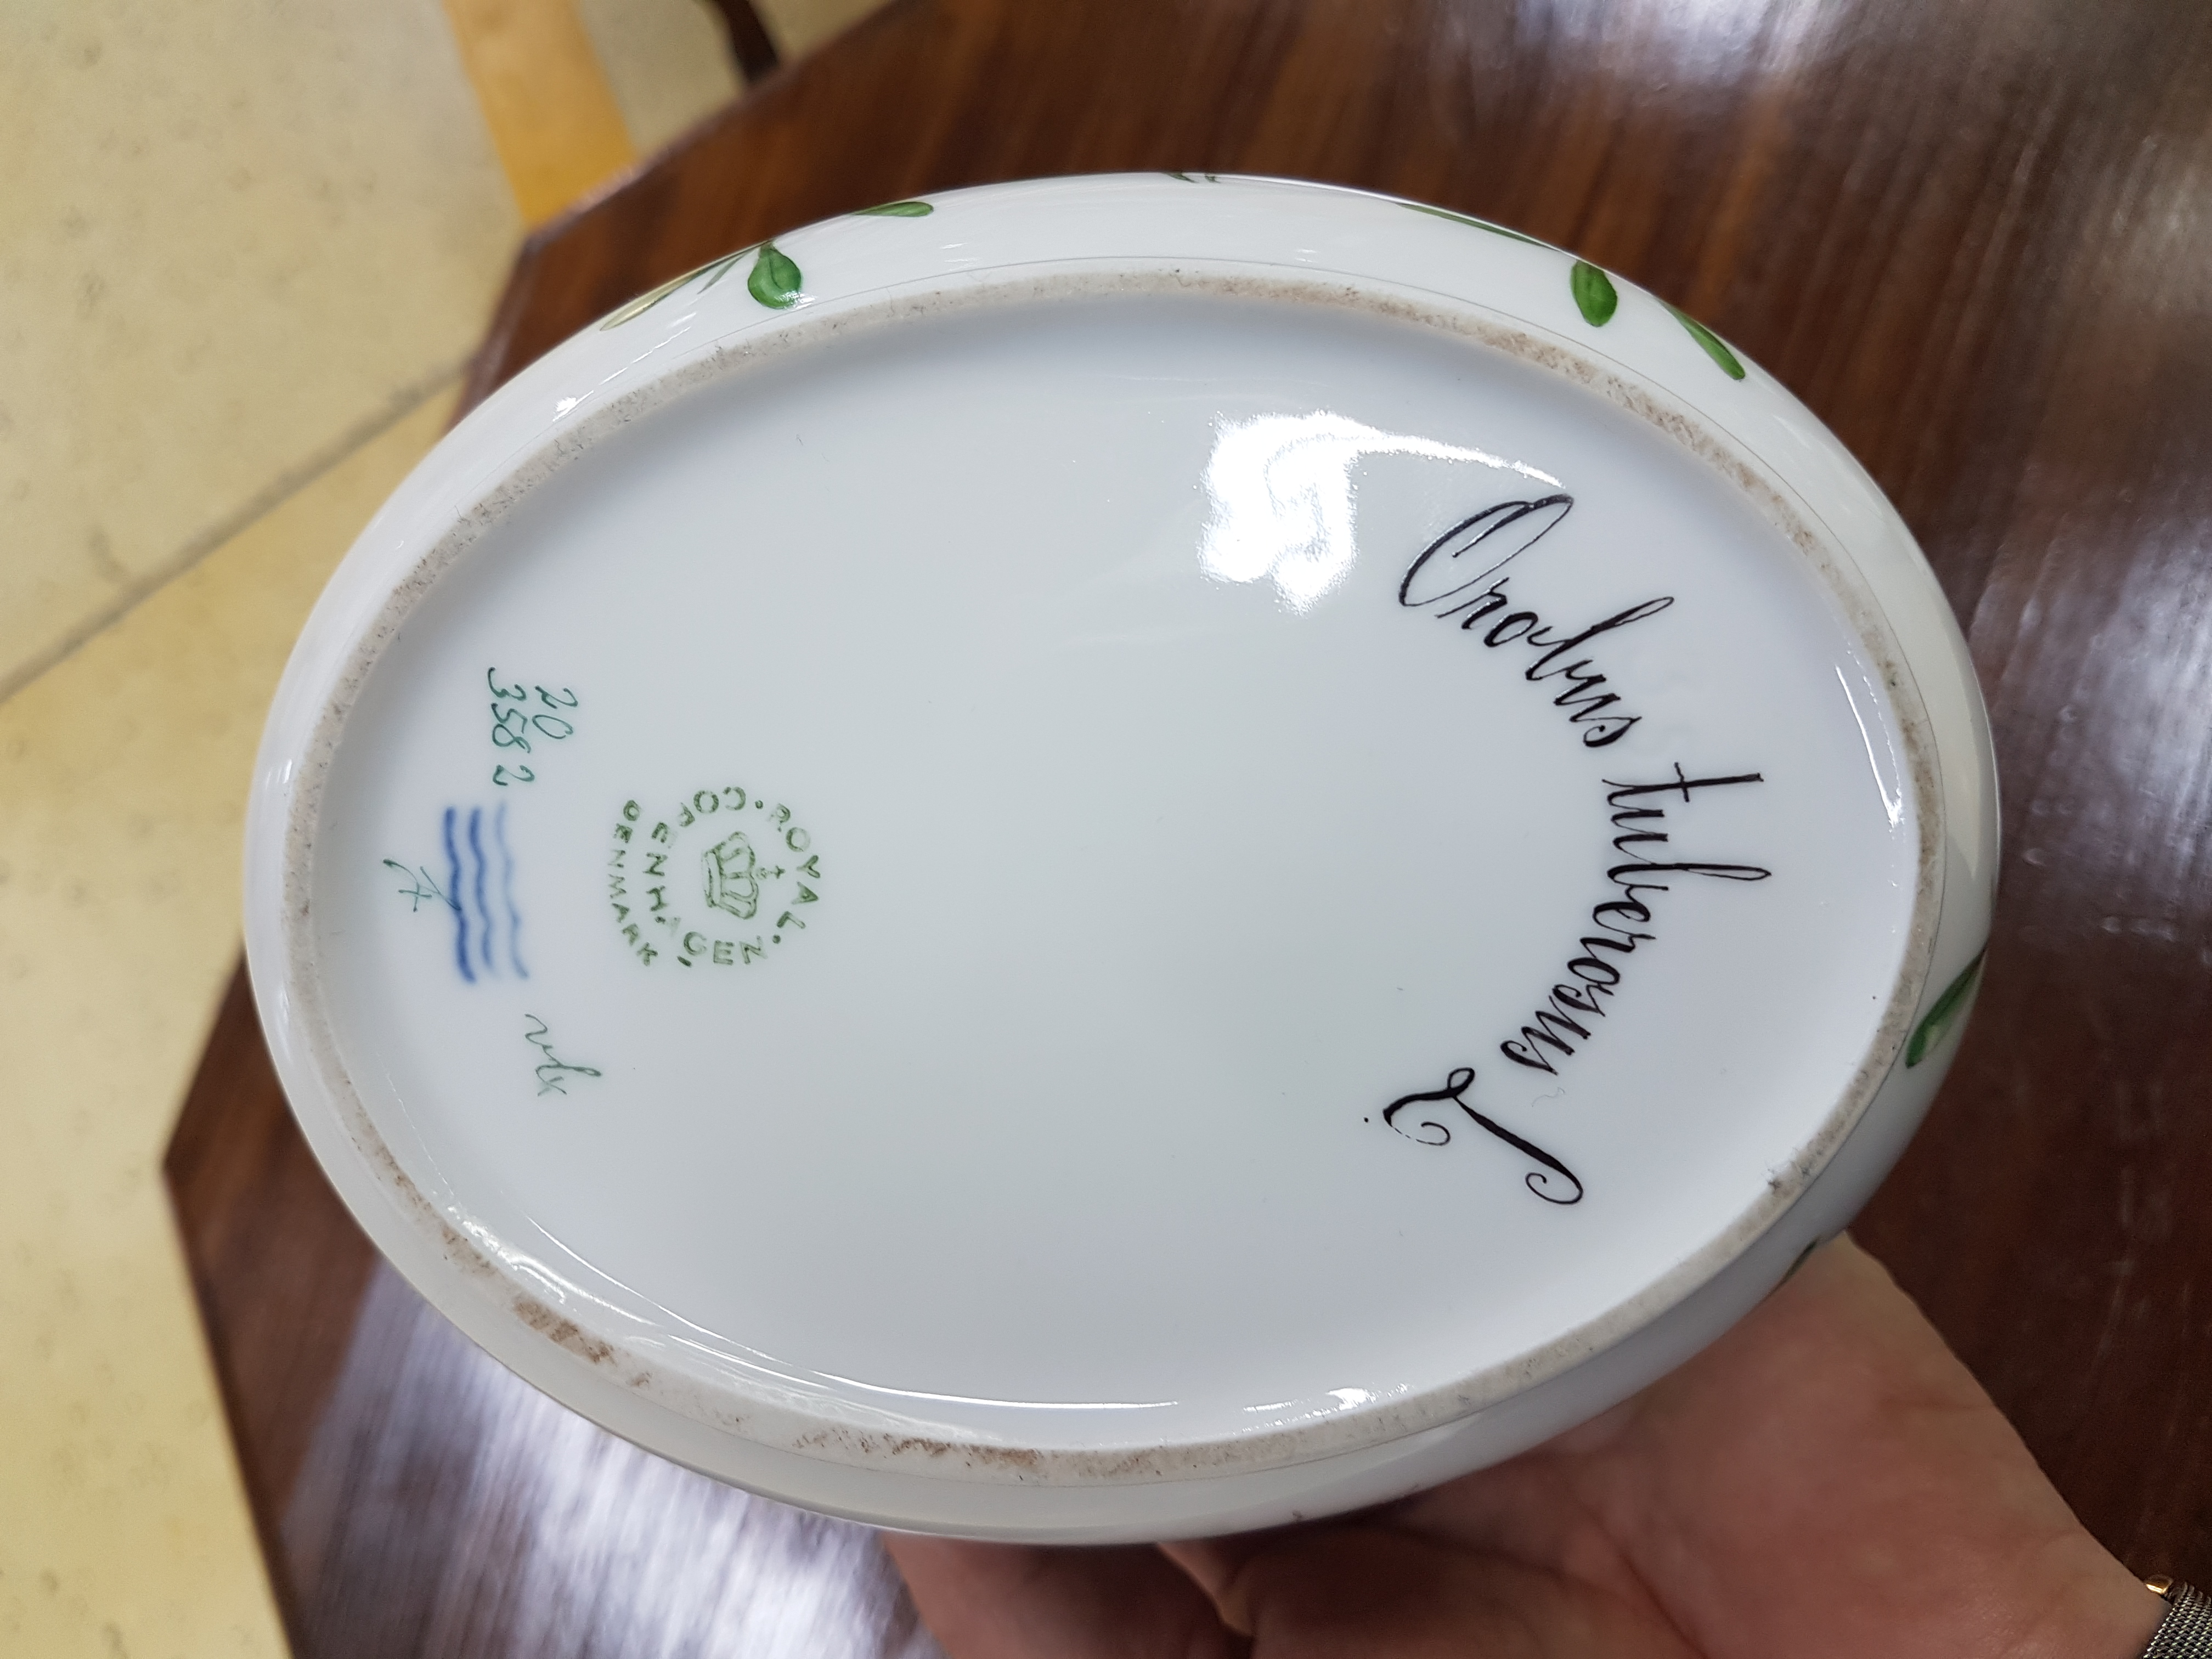 Orobus tuberosus L
ROYAL. COPENHAGEN.
DENMARK
20
3582